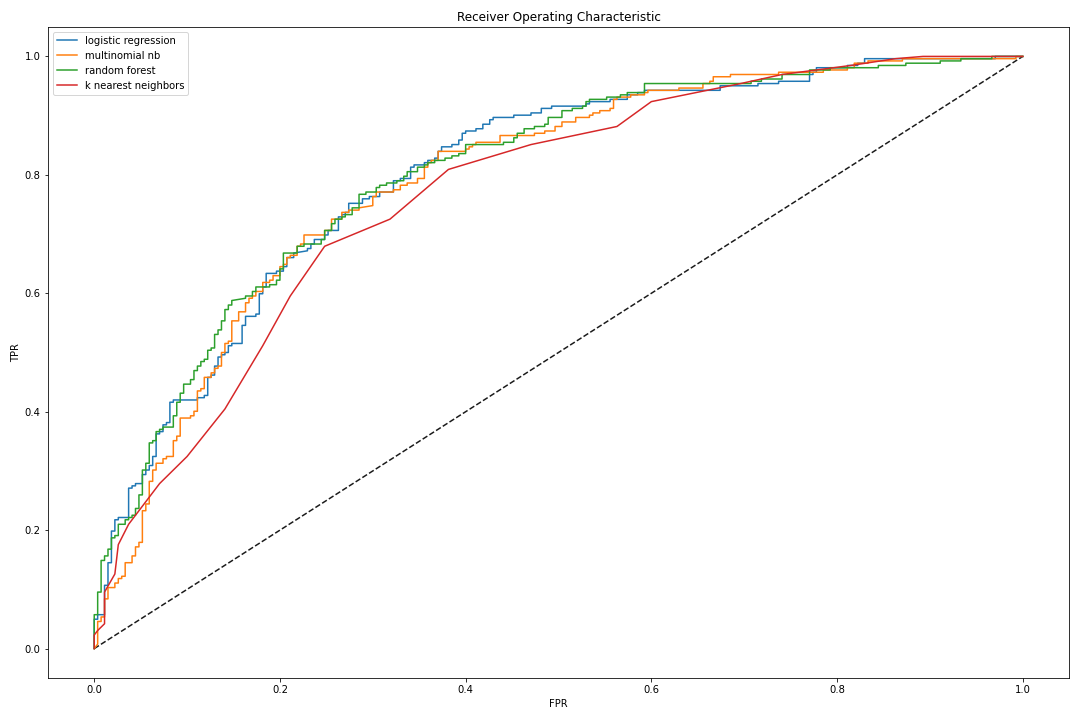 Receiver Operating Characteristic
logistic regression
multinomial nb
random forest
k nearest neighbors
1.0
0.8
0.6
0.4
0.2
0.0
TPR
0.0 0.2 0.4 0.6 0.8 1.0
FPR